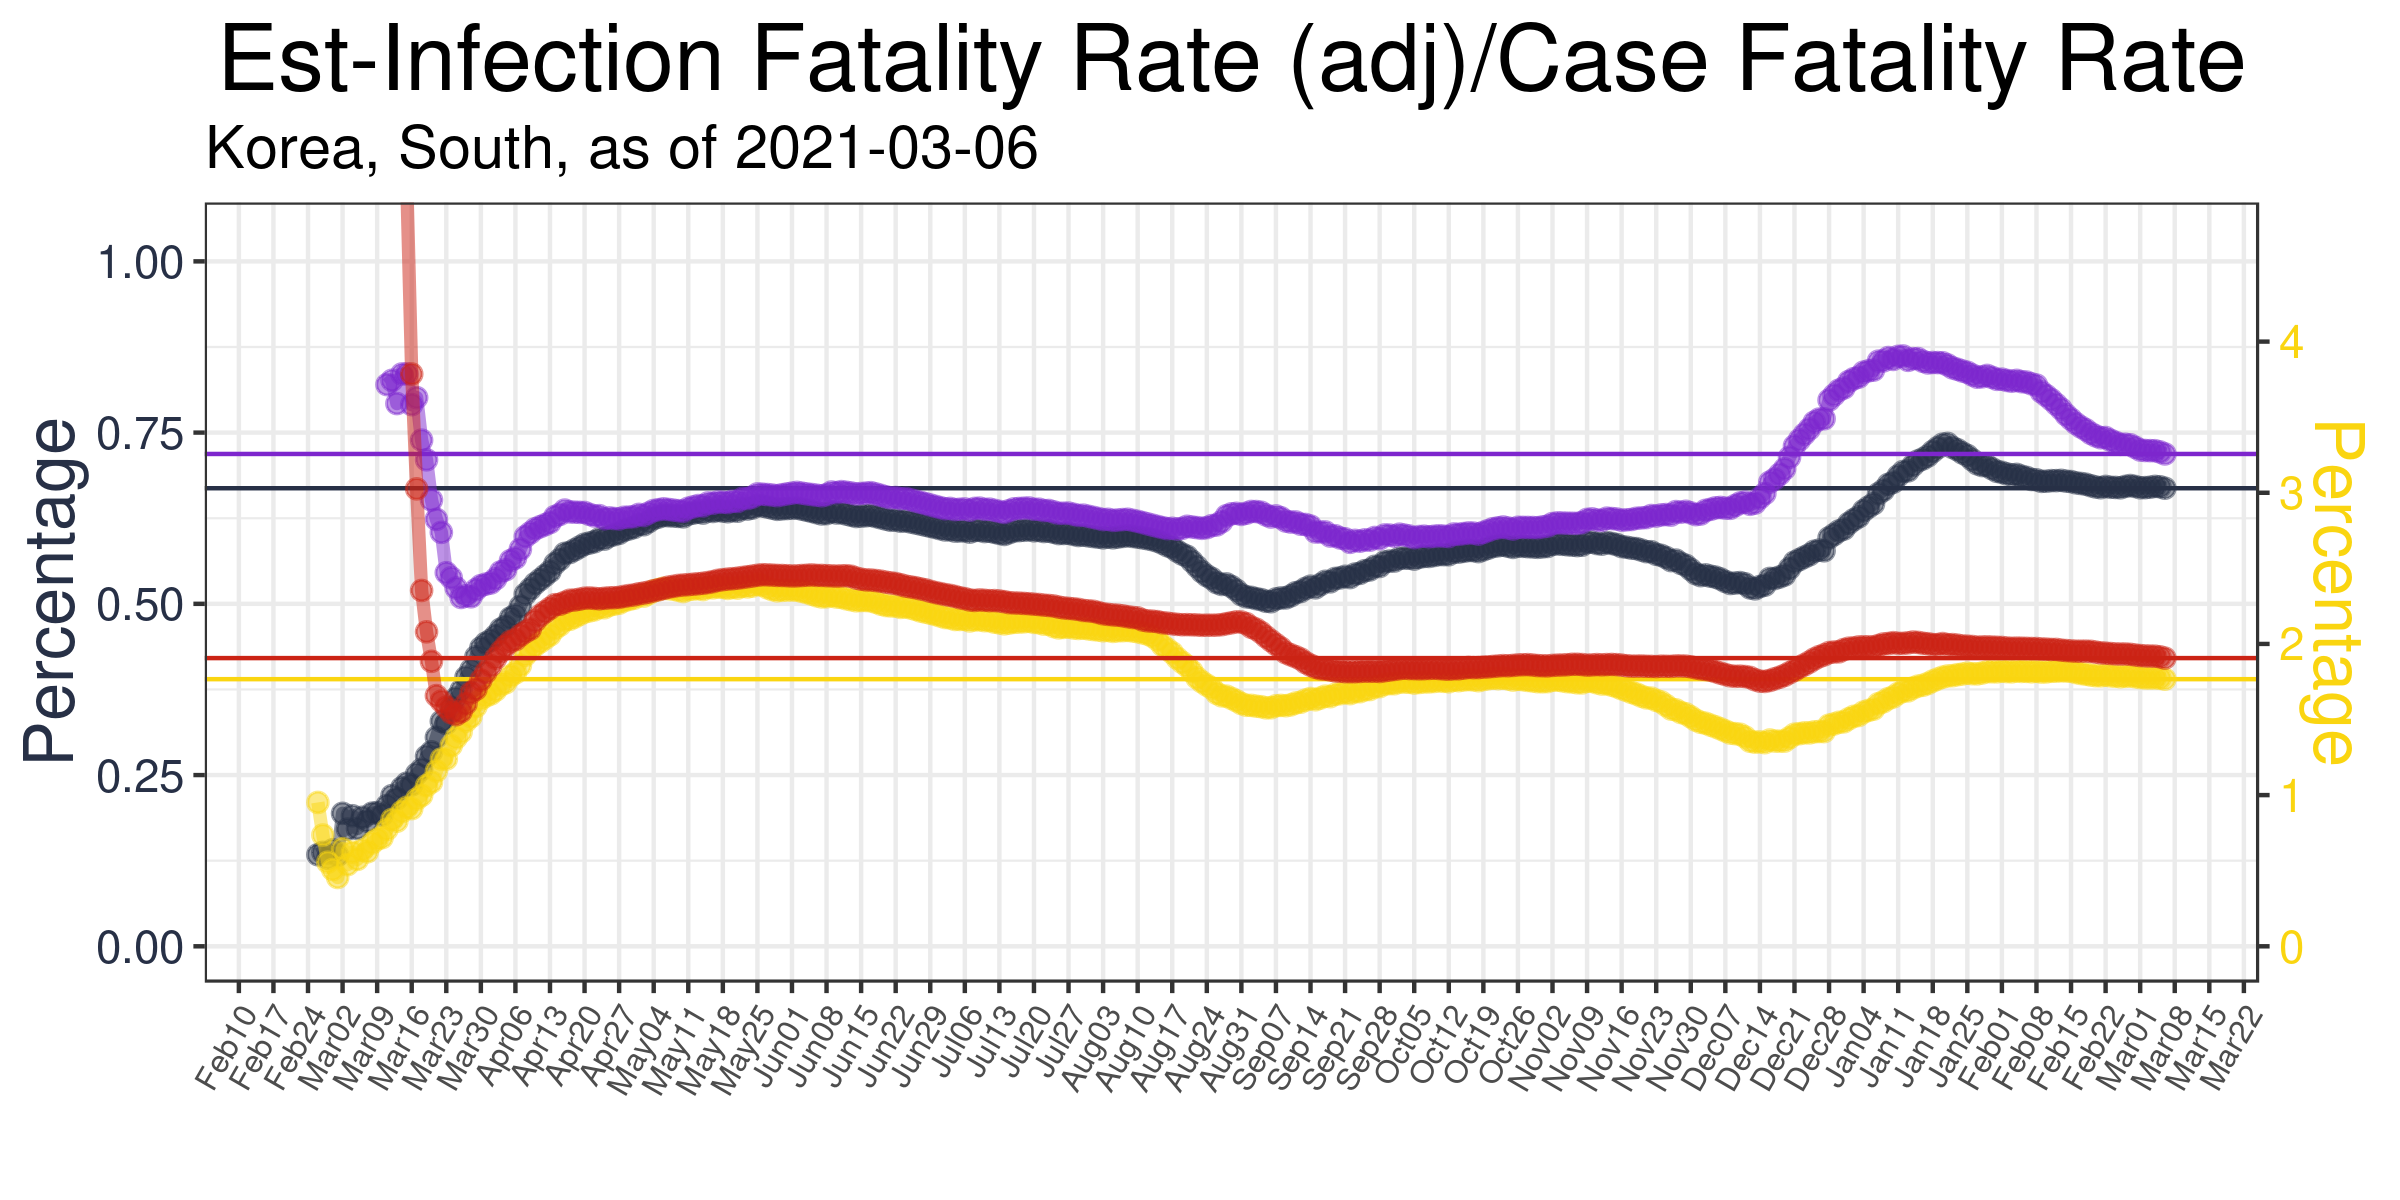 Est-Infection Fatality Rate (adj)/Case Fatality Rate
Korea, South, as of 2021-03-06
Percentage
1.00
0.75
0.50
0.25
0.00
4
3
2
1
0
Percentage
Feb10
Feb17
Feb24
Mar02
Mar09
Mar16
Mar23
Mar30
Apr06
Apr13
Apr20
Apr27
May04
May11
May18
May25
Jun01
Jun08
Jun15
Jun22
Jun29
Jul06
Jul13
Jul20
Jul27
Aug03
Aug10
Aug17
Aug24
Aug31
Sep07
Sep14
Sep21
Sep28
Oct05
Oct12
Oct19
Oct26
Nov02
Nov09
Nov16
Nov23
Nov30
Dec07
Dec14
Dec21
Dec28
Dec04
Jan11
Jan18
Jan25
Jan01
Feb08
Feb15
Feb22
Mar01
Mar08
Mar15
Mar22